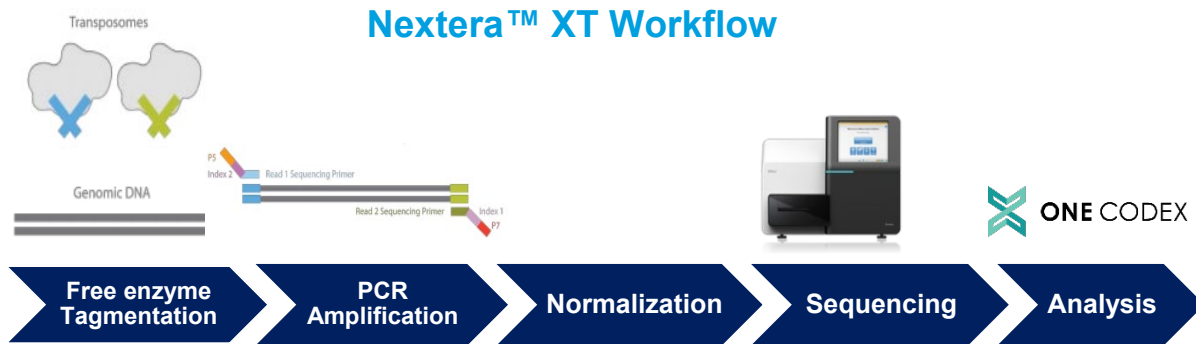 Nextera™ XT Workflow
Transposomes
Genomic DNA
P5
Index 2
Read 1 Sequencing Primer
Read 2 Sequencing Primer
Index 1
P7
ONE CODEX
Free enzyme
Tagmentation
PCR
Amplification
Normalization
Sequencing
Analysis